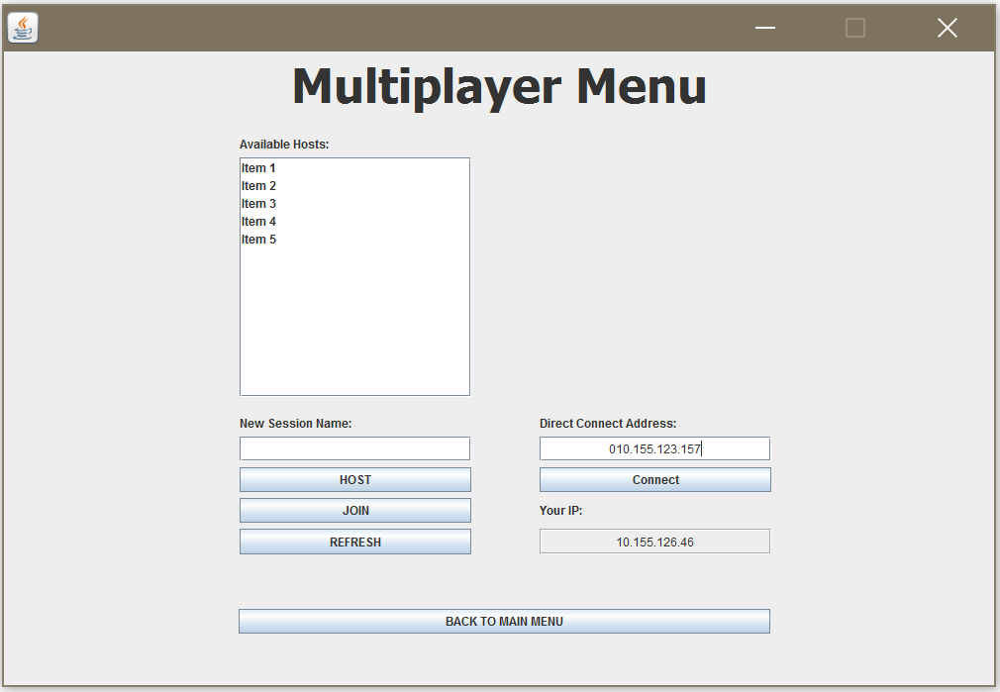 Multiplayer Menu
Available Hosts:
Item 1
Item 2
Item 3
Item 4
Item 5
New Session Name:
HOST
JOIN
REFRESH
Direct Connect Address:
010.155.123.157
Connect
Your IP:
10.155.126.46
BACK TO MAIN MENU